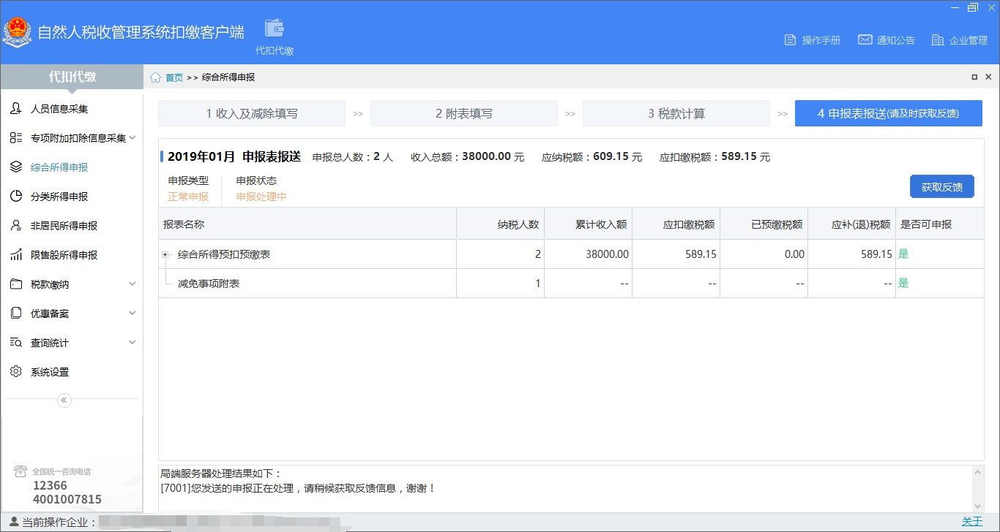 自然人税收管理系统扣缴客户端
代扣代缴
操作手册 通知公告 企业管理
代扣代缴
首页 >> 综合所得申报
人员信息采集
专项附加扣除信息采集
综合所得申报
分类所得申报
非居民所得申报
限售股所得申报
税款缴纳
优惠备案
查询统计
系统设置
«
全国统一咨询电话
12366
4001007815
1 收入及减除填写 >> 2 附表填写 >> 3 税款计算 >> 4 申报表报送(请及时获取反馈)
2019年01月 申报表报送 申报总人数：2 人 收入总额：38000.00 元 应纳税额：609.15 元 应扣缴税额：589.15 元
申报类型 申报状态
正常申报 申报处理中
获取反馈
报表名称 纳税人数 累计收入额 应扣缴税额 已预缴税额 应补(退)税额 是否可申报
综合所得预扣预缴表 2 38000.00 589.15 0.00 589.15 是
减免事项附表 1 -- -- -- -- 是
局端服务器处理结果如下：
[7001]您发送的申报正在处理，请稍候获取反馈信息，谢谢！
当前操作企业：
关于